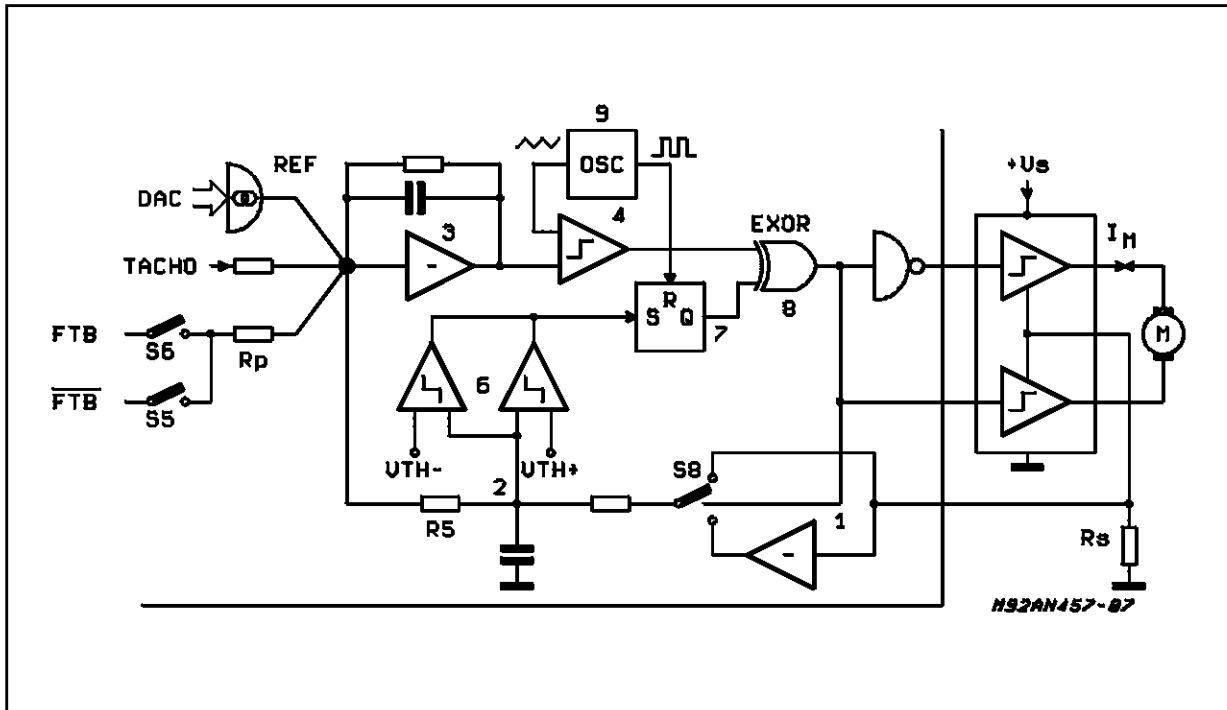 9
OSC
+Vs
REF
DAC
4
EXOR
IM
3
TACHO
R
S Q
8
7
M
FTB
S6
Rp
FTB
S5
6
VTH-
VTH+
S8
2
1
R5
Rs
M92AN457-07